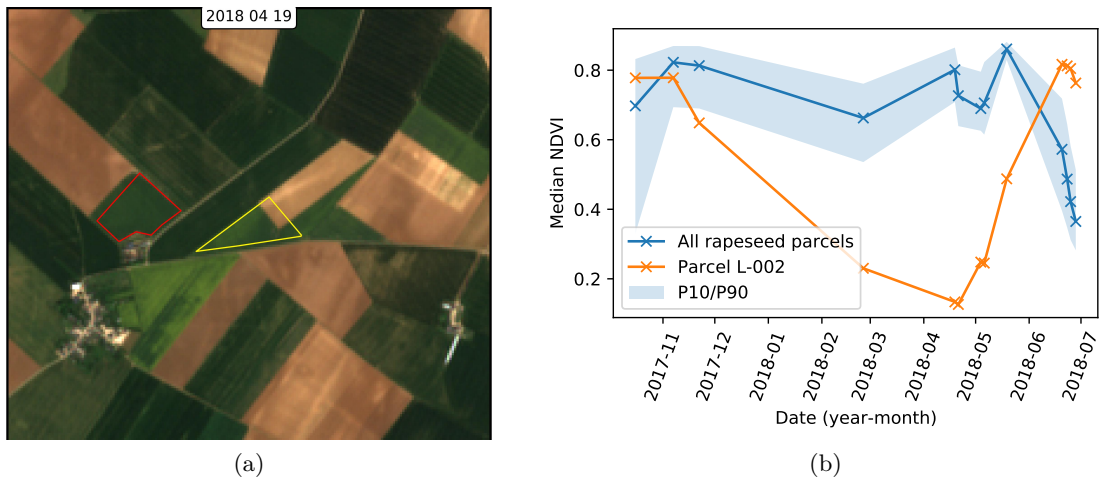 2018 04 19
Median NDVI
0.8
0.6
0.4
0.2
All rapeseed parcels
Parcel L-002
P10/P90
2017-11
2017-12
2018-01
2018-02
2018-03
2018-04
2018-05
2018-06
2018-07
Date (year-month)
(a)
(b)